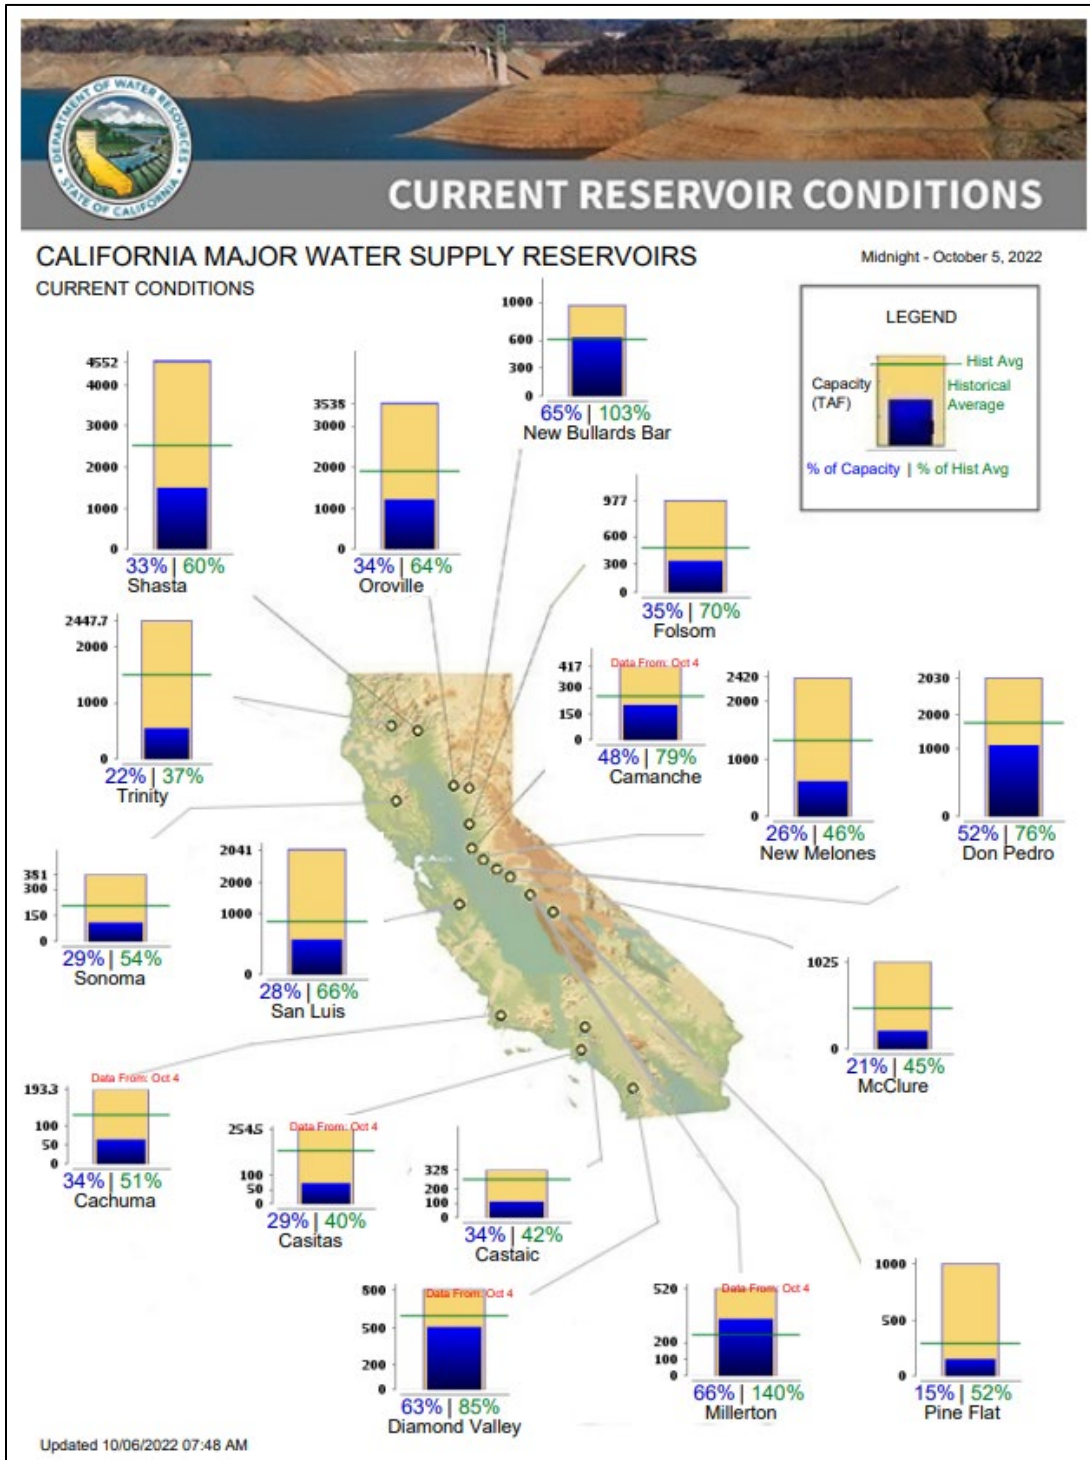 DEPARTMENT OF WATER RESOURCES
STATE OF CALIFORNIA
CURRENT RESERVOIR CONDITIONS
CALIFORNIA MAJOR WATER SUPPLY RESERVOIRS
Midnight - October 5, 2022
CURRENT CONDITIONS
LEGEND
Hist Avg
Capacity
(TAF)
Historical
Average
% of Capacity | % of Hist Avg
1000
600
300
0
65% | 103%
New Bullards Bar
4552
4000
3000
2000
1000
0
33% | 60%
Shasta
3538
3000
2000
1000
0
34% | 64%
Oroville
977
600
300
0
35% | 70%
Folsom
2447.7
2000
1000
0
22% | 37%
Trinity
417
300
150
0
Data From: Oct 4
48% | 79%
Camanche
2420
2000
1000
0
26% | 46%
New Melones
2030
2000
1000
0
52% | 76%
Don Pedro
381
300
150
0
29% | 54%
Sonoma
2041
2000
1000
0
28% | 66%
San Luis
1025
0
21% | 45%
McClure
Data From: Oct 4
193.3
100
50
0
34% | 51%
Cachuma
Data From: Oct 4
254.5
100
50
0
29% | 40%
Casitas
328
200
100
0
34% | 42%
Castaic
800
500
200
0
Data From: Oct 4
63% | 85%
Diamond Valley
520
200
100
0
Data From: Oct 4
66% | 140%
Millerton
1000
500
0
15% | 52%
Pine Flat
Updated 10/06/2022 07:48 AM